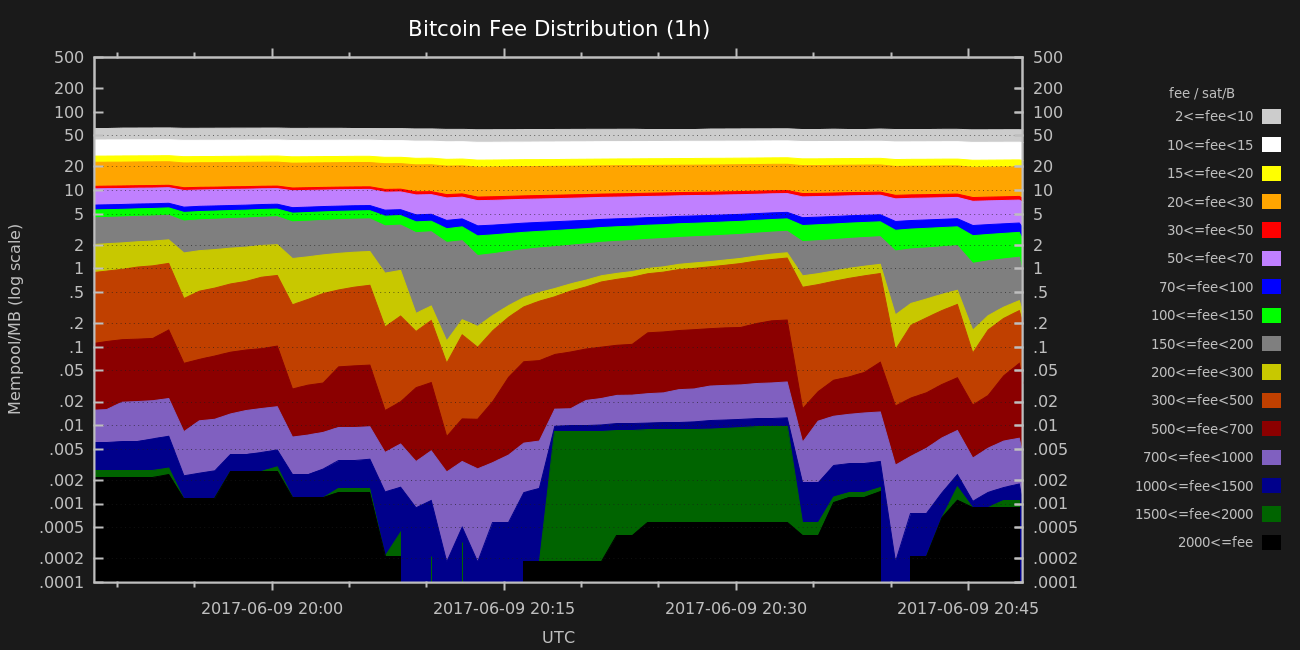 Bitcoin Fee Distribution (1h)
500
200
100
50
20
10
5
2
1
.5
.2
.1
.05
.02
.01
.005
.002
.001
.0005
.0002
.0001
Mempool/MB (log scale)
500
200
100
50
20
10
5
2
1
.5
.2
.1
.05
.02
.01
.005
.002
.001
.0005
.0002
.0001
2017-06-09 20:00
2017-06-09 20:15
2017-06-09 20:30
2017-06-09 20:45
UTC
fee / sat/B
2<=fee<10
10<=fee<15
15<=fee<20
20<=fee<30
30<=fee<50
50<=fee<70
70<=fee<100
100<=fee<150
150<=fee<200
200<=fee<300
300<=fee<500
500<=fee<700
700<=fee<1000
1000<=fee<1500
1500<=fee<2000
2000<=fee